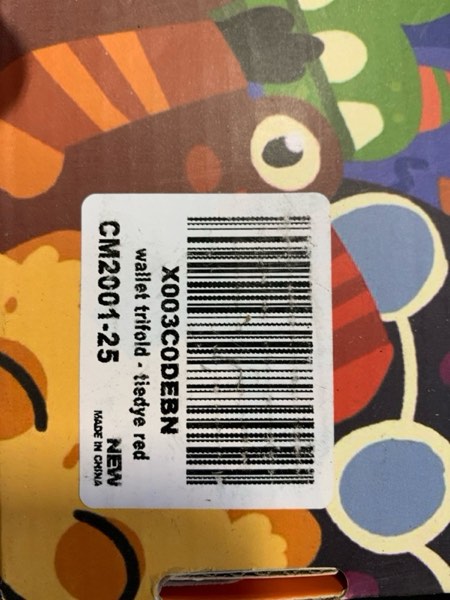 X003C0DEBN
wallet trifold - tiedye red
CM2001-25
NEW
MADE IN CHINA